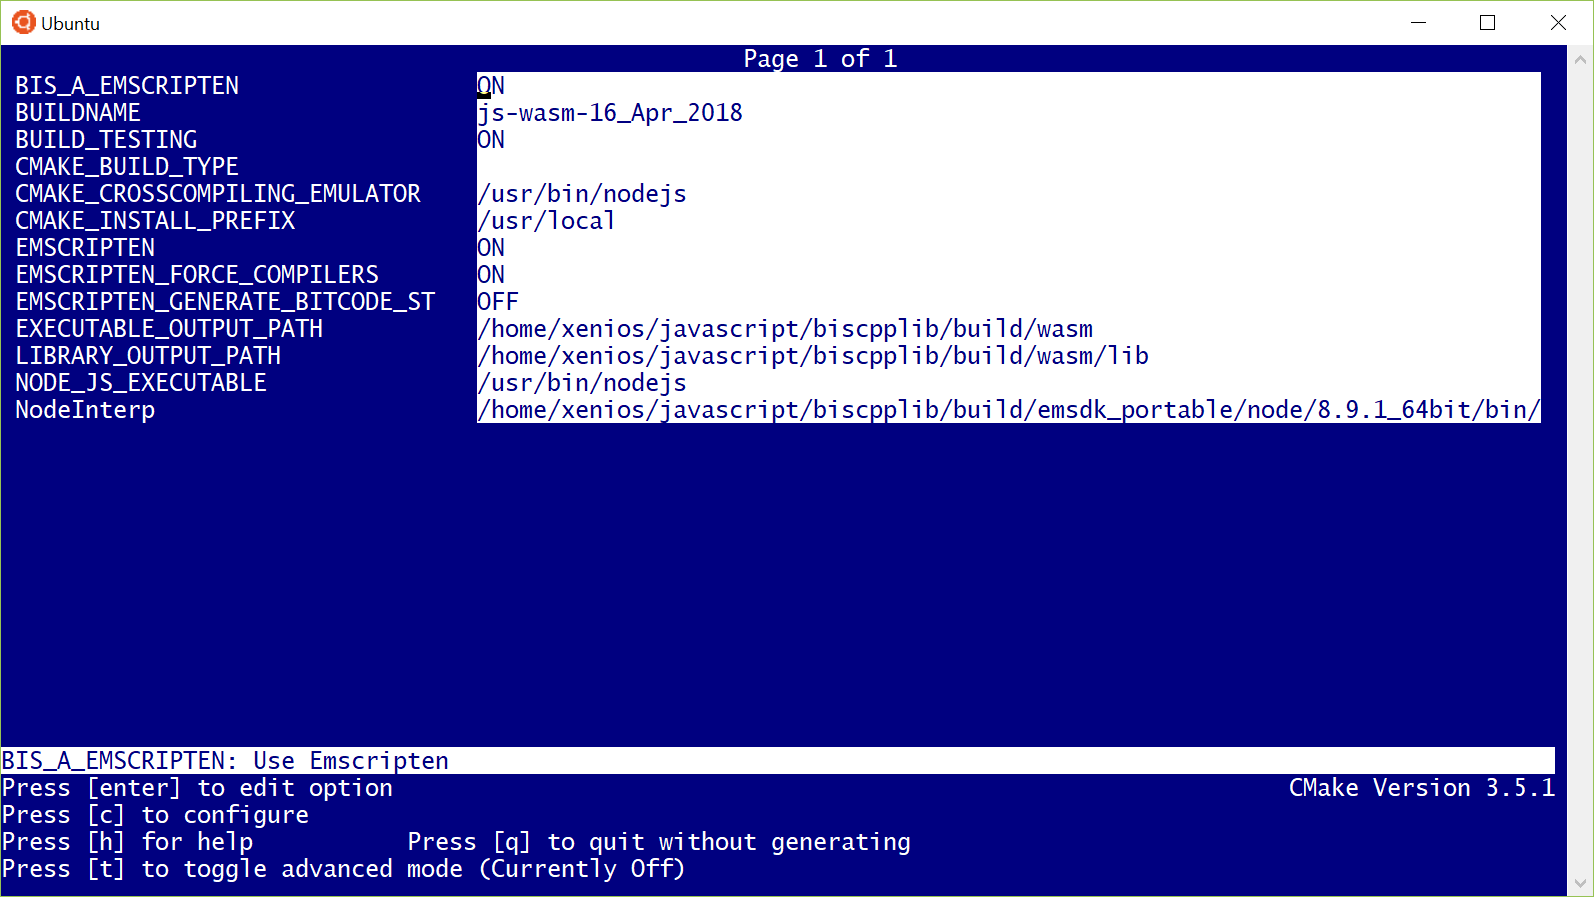 Ubuntu
Page 1 of 1
BIS_A_EMSCRIPTEN ON
BUILDNAME js-wasm-16_Apr_2018
BUILD_TESTING ON
CMAKE_BUILD_TYPE
CMAKE_CROSSCOMPILING_EMULATOR /usr/bin/nodejs
CMAKE_INSTALL_PREFIX /usr/local
EMSCRIPTEN ON
EMSCRIPTEN_FORCE_COMPILERS ON
EMSCRIPTEN_GENERATE_BITCODE_ST OFF
EXECUTABLE_OUTPUT_PATH /home/xenios/javascript/biscpplib/build/wasm
LIBRARY_OUTPUT_PATH /home/xenios/javascript/biscpplib/build/wasm/lib
NODE_JS_EXECUTABLE /usr/bin/nodejs
NodeInterp /home/xenios/javascript/biscpplib/build/emsdk_portable/node/8.9.1_64bit/bin/
BIS_A_EMSCRIPTEN: Use Emscripten
Press [enter] to edit option CMake Version 3.5.1
Press [c] to configure
Press [h] for help Press [q] to quit without generating
Press [t] to toggle advanced mode (Currently Off)